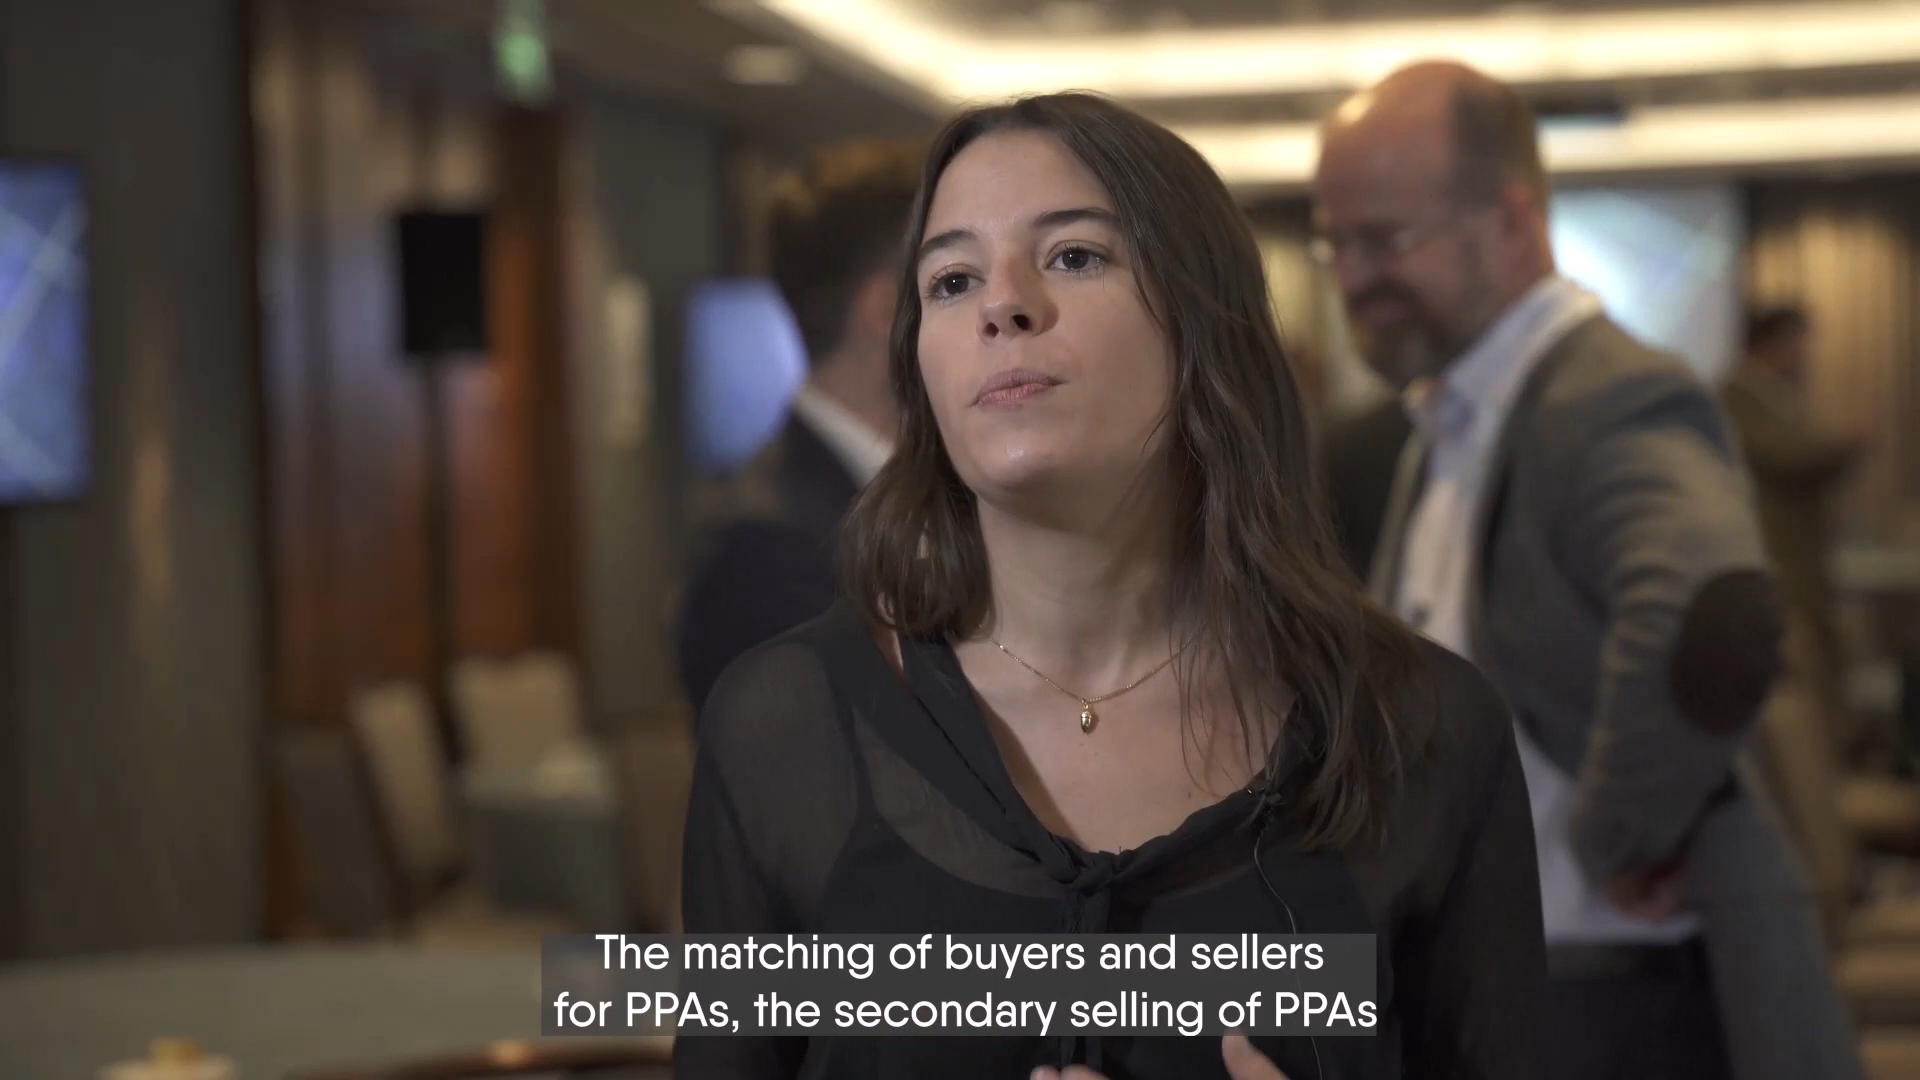 The matching of buyers and sellers
for PPAs, the secondary selling of PPAs